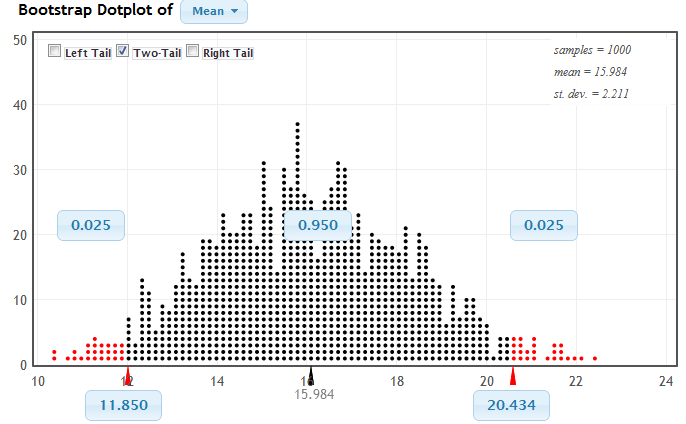 Bootstrap Dotplot of Mean
50
Left Tail Two-Tail Right Tail
samples = 1000
mean = 15.984
st. dev. = 2.211
40
30
20
0.025 0.950 0.025
10
0
10 12 14 16 18 20 22 24
15.984
11.850 20.434